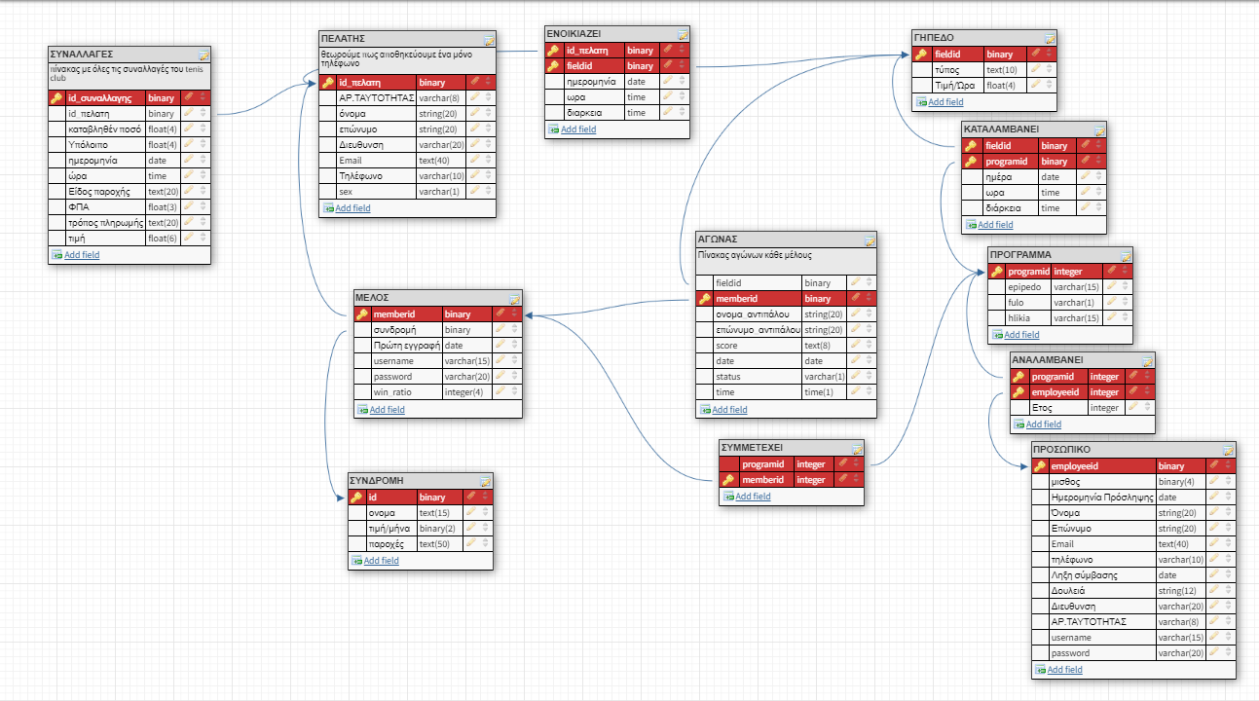 ΣΥΝΑΛΛΑΓΕΣ
πίνακας με όλες τις συναλλαγές του tenis
club
id_συναλλαγης binary
id_πελατη binary
καταβληθέν ποσό float(4)
Υπόλοιπο float(4)
ημερομηνία date
ώρα time
Είδος παροχής text(20)
ΦΠΑ float(3)
τρόπος πληρωμής text(20)
τιμή float(6)
Add field
ΠΕΛΑΤΗΣ
θεωρούμε πως αποθηκεύουμε ένα μόνο
τηλέφωνο
id_πελατη binary
ΑΡ.ΤΑΥΤΟΤΗΤΑΣ varchar(8)
όνομα string(20)
επώνυμο string(20)
Διευθυνση varchar(20)
Email text(40)
Τηλέφωνο varchar(10)
sex varchar(1)
Add field
ΕΝΟΙΚΙΑΖΕΙ
id_πελατη binary
fieldid binary
ημερομηνία date
ωρα time
διαρκεια time
Add field
ΓΗΠΕΔΟ
fieldid binary
τύπος text(10)
Τιμή/Ώρα float(4)
Add field
ΚΑΤΑΛΑΜΒΑΝΕΙ
fieldid binary
programid binary
ημέρα date
ωρα time
διάρκεια time
Add field
ΑΓΩΝΑΣ
Πίνακας αγώνων κάθε μέλους
fieldid binary
memberid binary
ονομα_αντιπάλου string(20)
επώνυμο_αντιπάλου string(20)
score text(8)
date date
status varchar(1)
time time(1)
Add field
ΠΡΟΓΡΑΜΜΑ
programid integer
epipedo varchar(15)
fulo varchar(1)
hlikia varchar(15)
Add field
ΜΕΛΟΣ
memberid binary
συνδρομή binary
Πρώτη εγγραφή date
username varchar(15)
password varchar(20)
win_ratio integer(4)
Add field
ΑΝΑΛΑΜΒΑΝΕΙ
programid integer
employeeid integer
Ετος integer
Add field
ΣΥΜΜΕΤΕΧΕΙ
programid integer
memberid integer
Add field
ΠΡΟΣΩΠΙΚΟ
employeeid binary
μισθος binary(4)
Ημερομηνία Πρόσληψης date
Όνομα string(20)
Επώνυμο string(20)
Email text(40)
τηλέφωνο varchar(10)
Ληξη σύμβασης date
Δουλειά string(12)
Διευθυνση varchar(20)
ΑΡ.ΤΑΥΤΟΤΗΤΑΣ varchar(8)
username varchar(15)
password varchar(20)
Add field
ΣΥΝΔΡΟΜΗ
id binary
ονομα text(15)
τιμή/μήνα binary(2)
παροχές text(50)
Add field